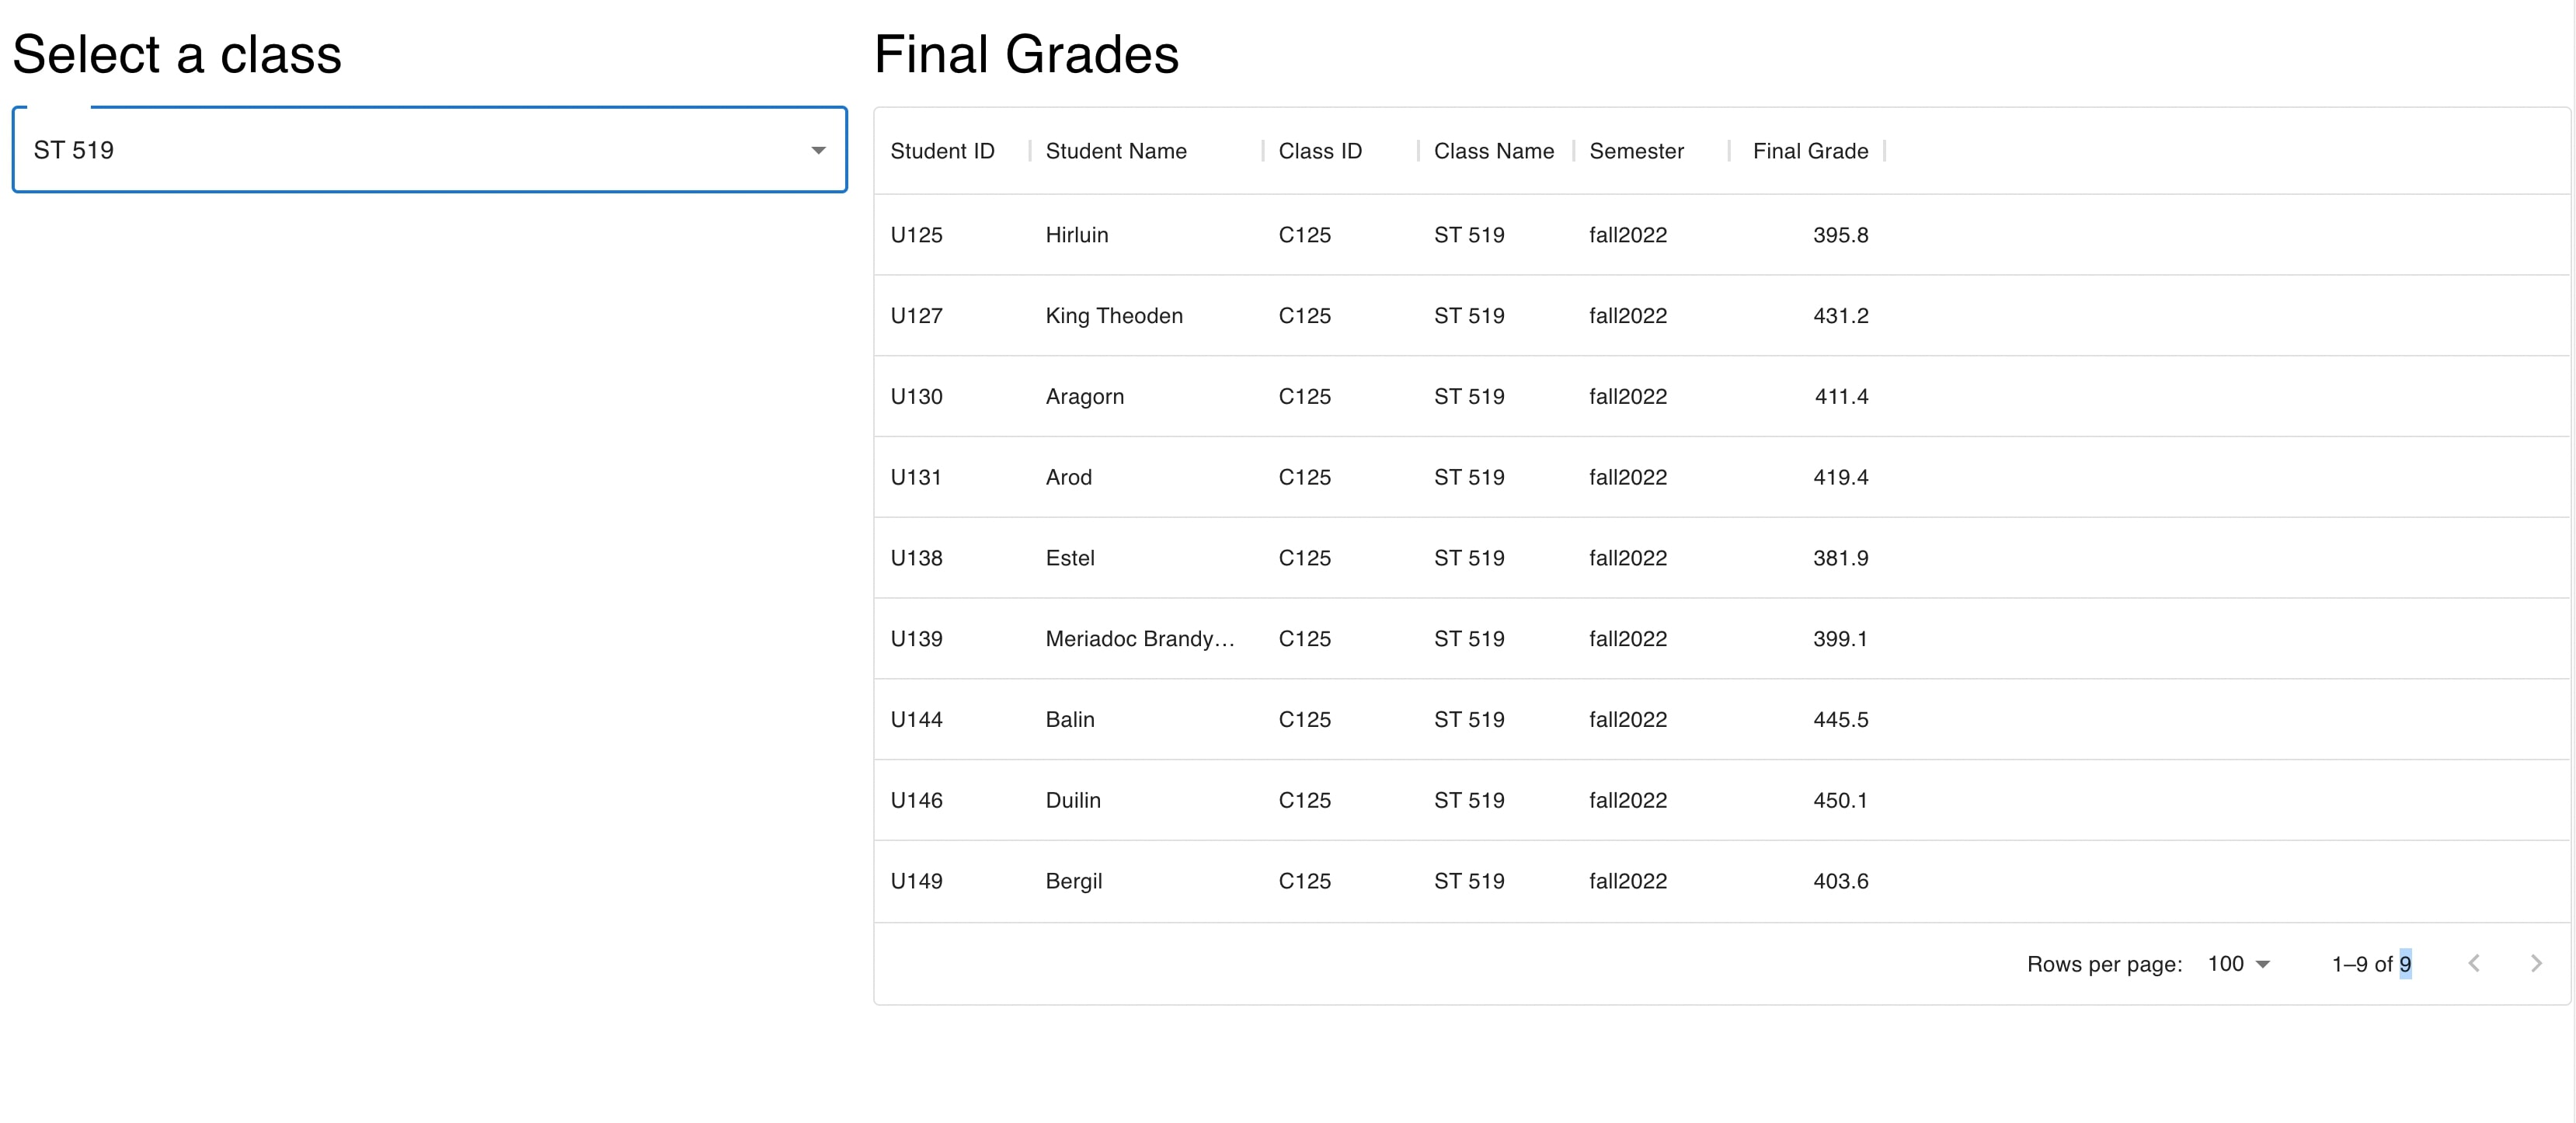 Select a class
ST 519
Final Grades
Student ID Student Name Class ID Class Name Semester Final Grade
U125 Hirluin C125 ST 519 fall2022 395.8
U127 King Theoden C125 ST 519 fall2022 431.2
U130 Aragorn C125 ST 519 fall2022 411.4
U131 Arod C125 ST 519 fall2022 419.4
U138 Estel C125 ST 519 fall2022 381.9
U139 Meriadoc Brandy... C125 ST 519 fall2022 399.1
U144 Balin C125 ST 519 fall2022 445.5
U146 Duilin C125 ST 519 fall2022 450.1
U149 Bergil C125 ST 519 fall2022 403.6
Rows per page: 100 1–9 of 9